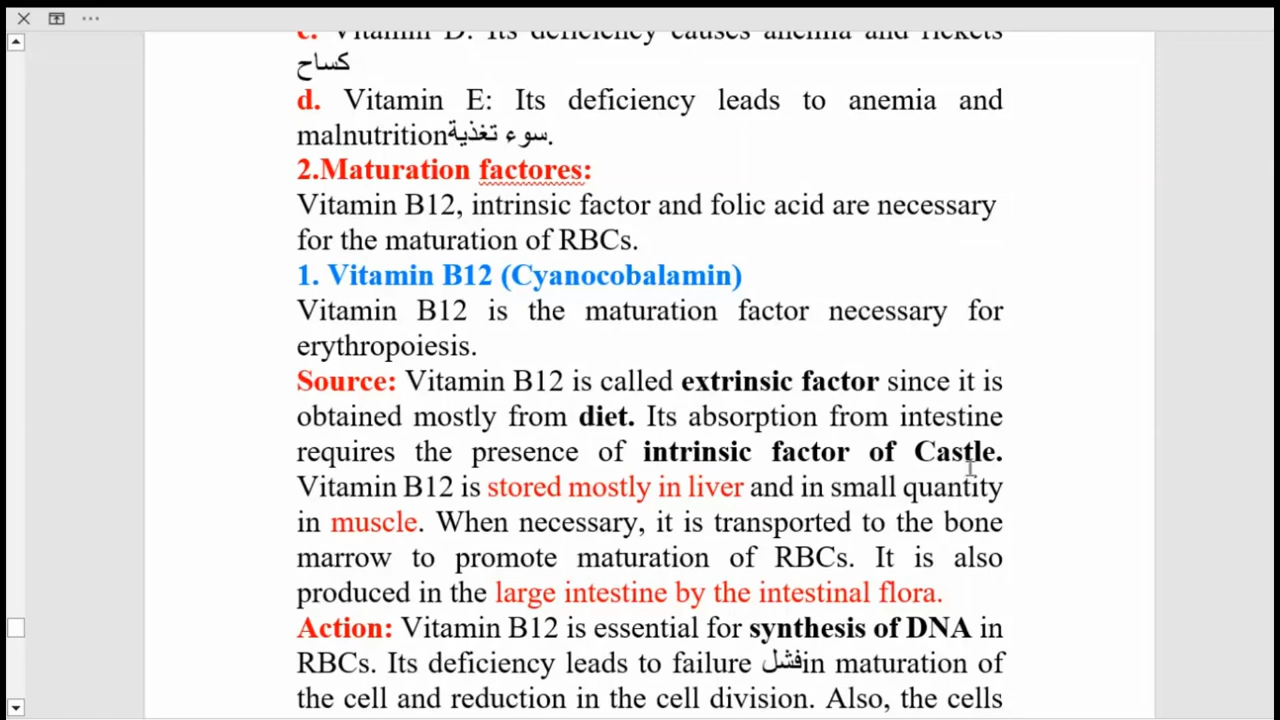 c. Vitamin D: Its deficiency causes anemia and rickets
كساح
d. Vitamin E: Its deficiency leads to anemia and
malnutritionسوء تغذية.
2.Maturation factores:
Vitamin B12, intrinsic factor and folic acid are necessary
for the maturation of RBCs.
1. Vitamin B12 (Cyanocobalamin)
Vitamin B12 is the maturation factor necessary for
erythropoiesis.
Source: Vitamin B12 is called extrinsic factor since it is
obtained mostly from diet. Its absorption from intestine
requires the presence of intrinsic factor of Castle.
Vitamin B12 is stored mostly in liver and in small quantity
in muscle. When necessary, it is transported to the bone
marrow to promote maturation of RBCs. It is also
produced in the large intestine by the intestinal flora.
Action: Vitamin B12 is essential for synthesis of DNA in
RBCs. Its deficiency leads to failure فشلin maturation of
the cell and reduction in the cell division. Also, the cells